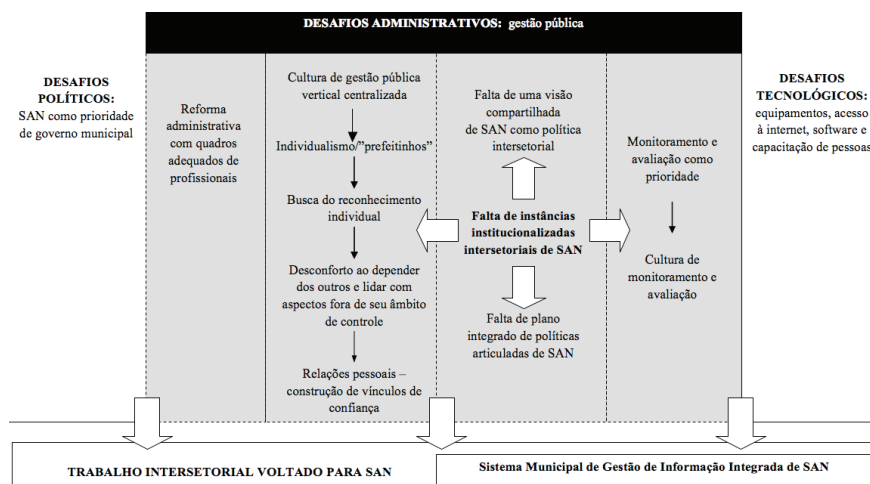 DESAFIOS ADMINISTRATIVOS: gestão pública
DESAFIOS
POLÍTICOS:
SAN como prioridade
de governo municipal
Reforma
administrativa
com quadros
adequados de
profissionais
Cultura de gestão pública
vertical centralizada
Individualismo/"prefeitinhos"
Busca do reconhecimento
individual
Desconforto ao depender
dos outros e lidar com
aspectos fora de seu âmbito
de controle
Relações pessoais –
construção de vínculos de
confiança
Falta de uma visão
compartilhada
de SAN como política
intersetorial
Falta de instâncias
institucionalizadas
intersetoriais de SAN
Falta de plano
integrado de políticas
articuladas de SAN
Monitoramento e
avaliação como
prioridade
Cultura de
monitoramento e
avaliação
DESAFIOS
TECNOLÓGICOS:
equipamentos, acesso
à internet, software e
capacitação de pessoas
TRABALHO INTERSETORIAL VOLTADO PARA SAN
Sistema Municipal de Gestão de Informação Integrada de SAN